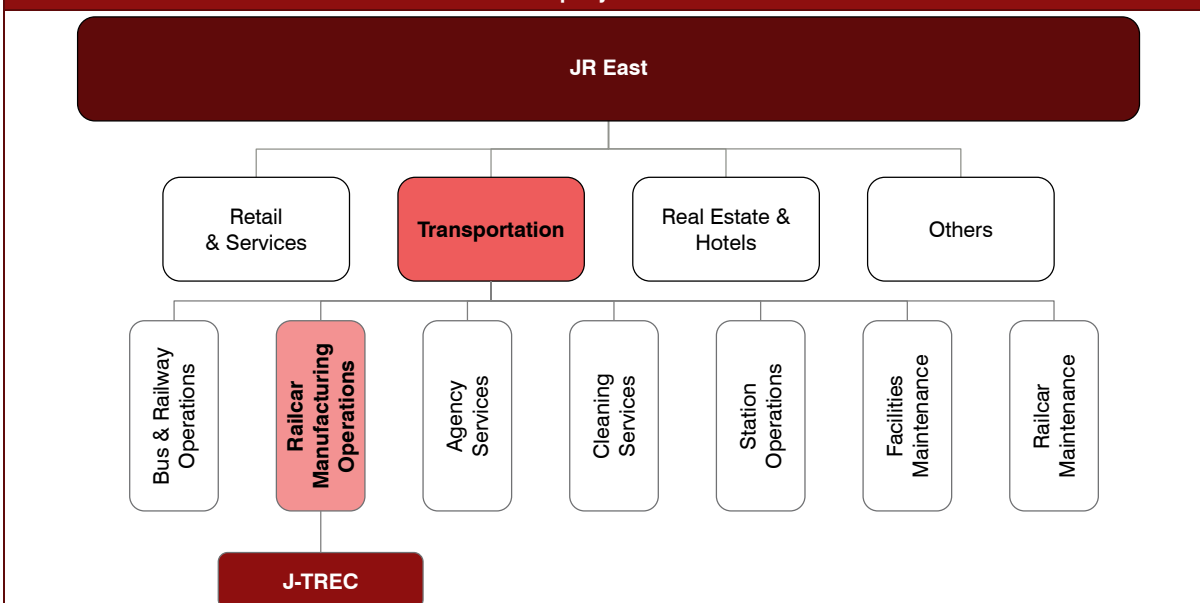 JR East
Retail
& Services
Transportation
Real Estate &
Hotels
Others
Bus & Railway
Operations
Railcar
Manufacturing
Operations
Agency
Services
Cleaning
Services
Station
Operations
Facilities
Maintenance
Railcar
Maintenance
J-TREC